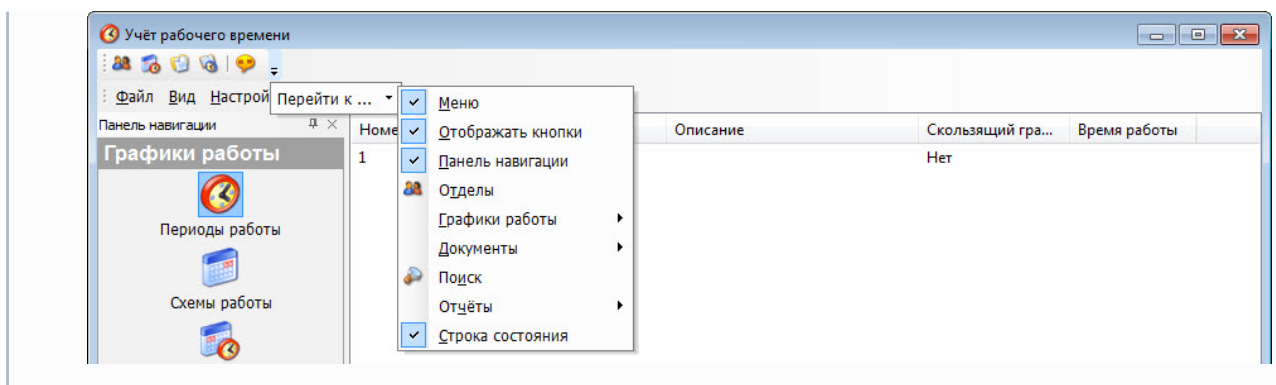 Учёт рабочего времени
Файл Вид Настрой
Перейти к ...
Меню
Отображать кнопки
Панель навигации
Отделы
Графики работы
Документы
Поиск
Отчёты
Строка состояния
Панель навигации
Графики работы
Периоды работы
Схемы работы
Номе Описание Скользящий гра... Время работы
1 Нет